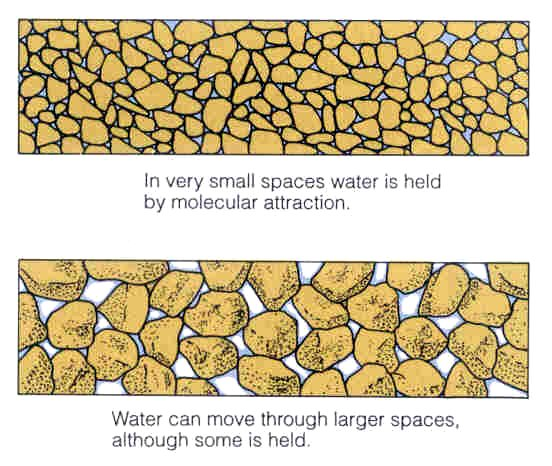 In very small spaces water is held
by molecular attraction.
Water can move through larger spaces,
although some is held.